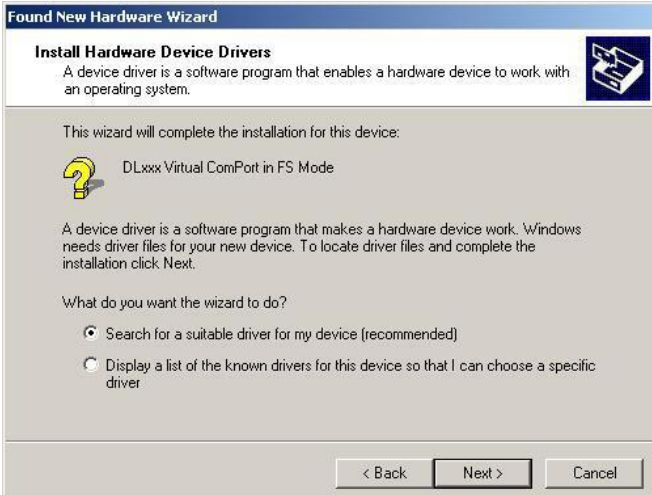 Found New Hardware Wizard
Install Hardware Device Drivers
A device driver is a software program that enables a hardware device to work with
an operating system.
This wizard will complete the installation for this device:
DLxxx Virtual ComPort in FS Mode
A device driver is a software program that makes a hardware device work. Windows
needs driver files for your new device. To locate driver files and complete the
installation click Next.
What do you want the wizard to do?
Search for a suitable driver for my device (recommended)
Display a list of the known drivers for this device so that I can choose a specific
driver
< Back
Next >
Cancel